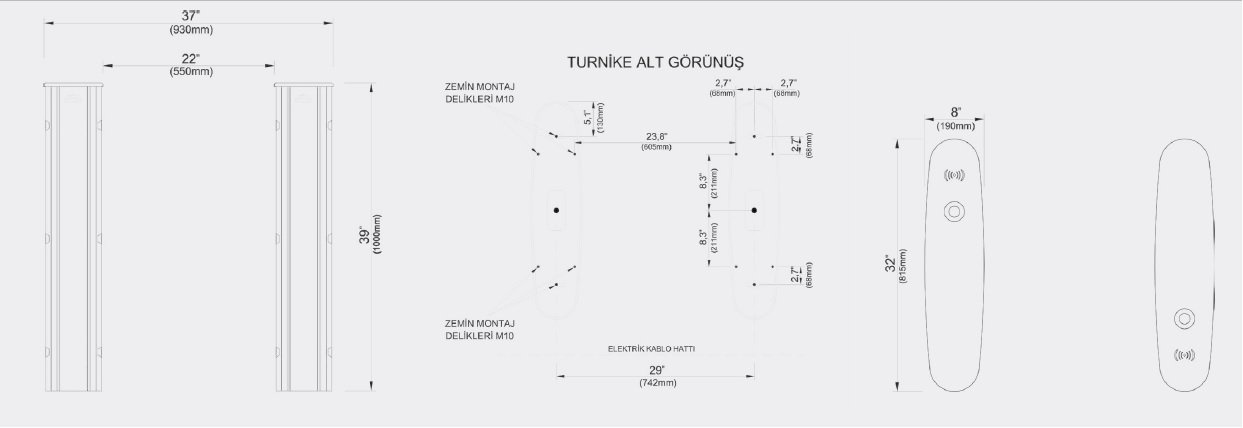 37"
(930mm)
22"
(550mm)
39"
(1000mm)
TURNİKE ALT GÖRÜNÜŞ
ZEMİN MONTAJ
DELİKLERİ M10
5,1"
(130mm)
2,7"
(68mm)
2,7"
(68mm)
23,8"
(605mm)
2,7"
(68mm)
8,3"
(211mm)
8,3"
(211mm)
2,7"
(68mm)
ZEMİN MONTAJ
DELİKLERİ M10
ELEKTRİK KABLO HATTI
29"
(742mm)
8"
(190mm)
32"
(815mm)